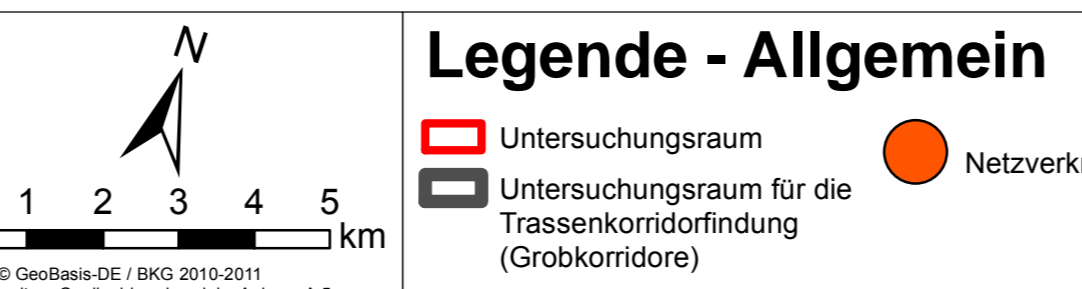 N
1 2 3 4 5
km
© GeoBasis-DE / BKG 2010-2011
Legende - Allgemein
Untersuchungsraum
Untersuchungsraum für die
Trassenkorridorfindung
(Grobkorridore)